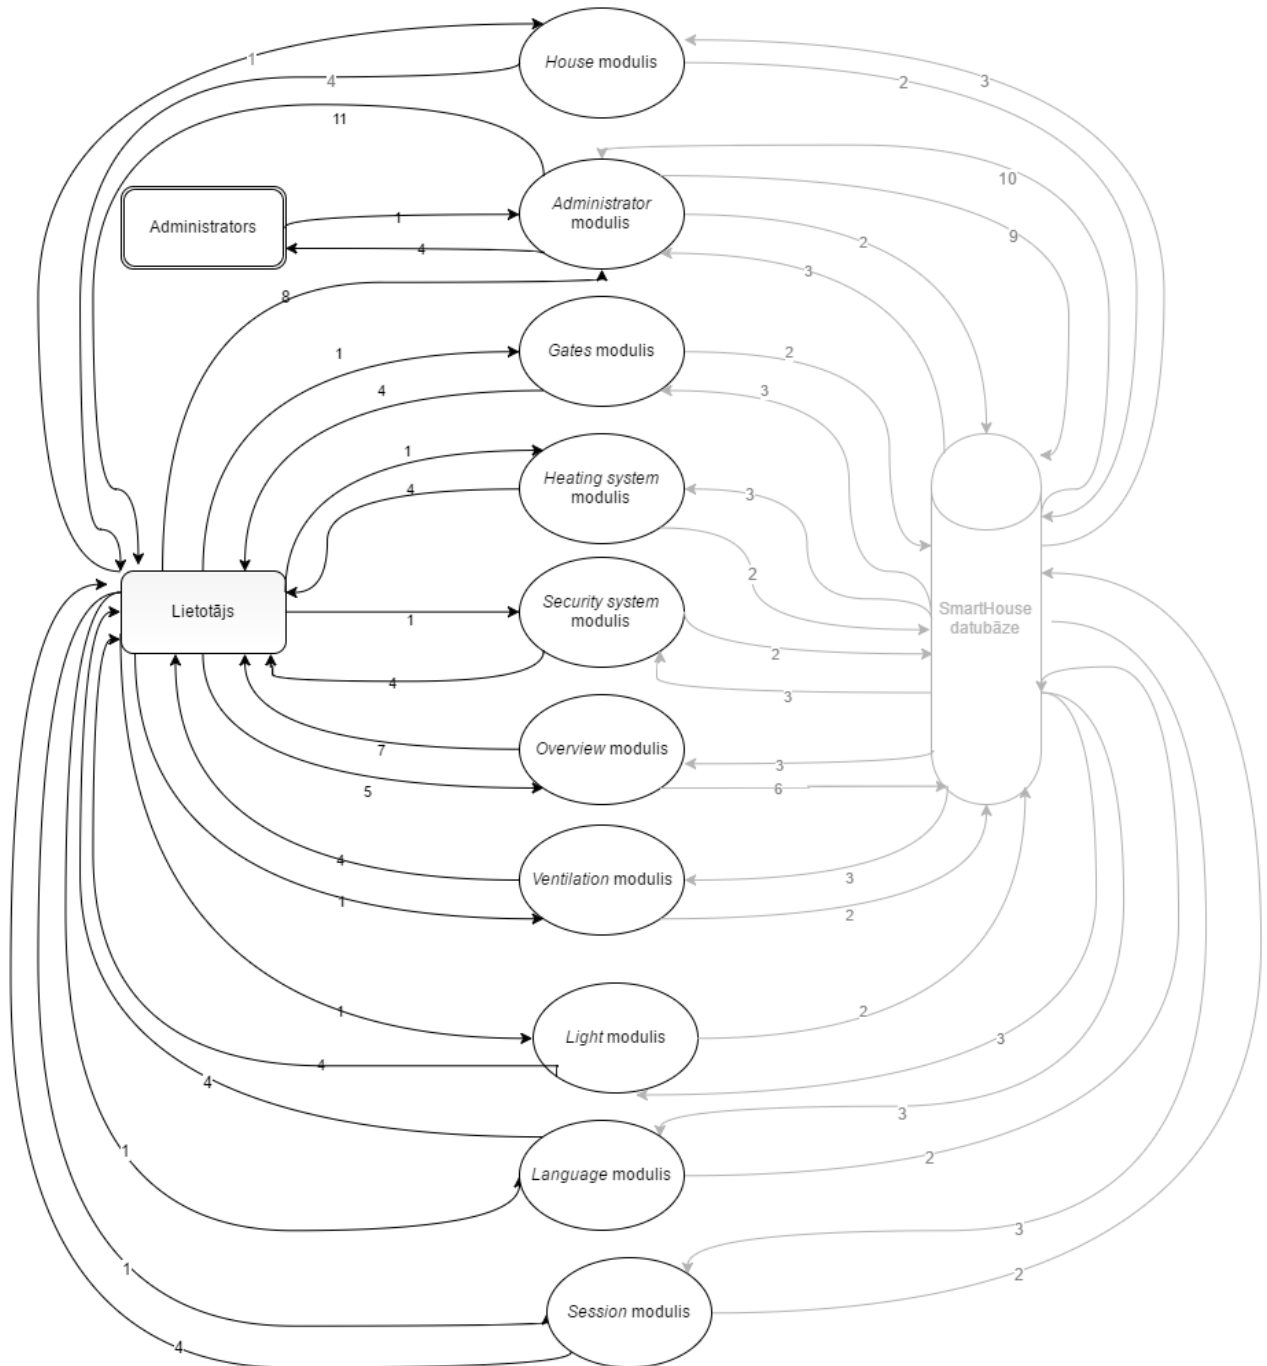 1
House modulis
3
2
4
11
10
Administrator
modulis
Administrators
1
9
2
4
3
8
1
Gates modulis
2
4
3
1
Heating system
modulis
4
3
2
Lietotājs
1
Security system
modulis
SmartHouse
datubāze
2
4
3
7
Overview modulis
3
5
6
4
Ventilation modulis
3
1
2
1
Light modulis
2
4
3
4
3
1
Language modulis
2
3
1
2
Session modulis
4